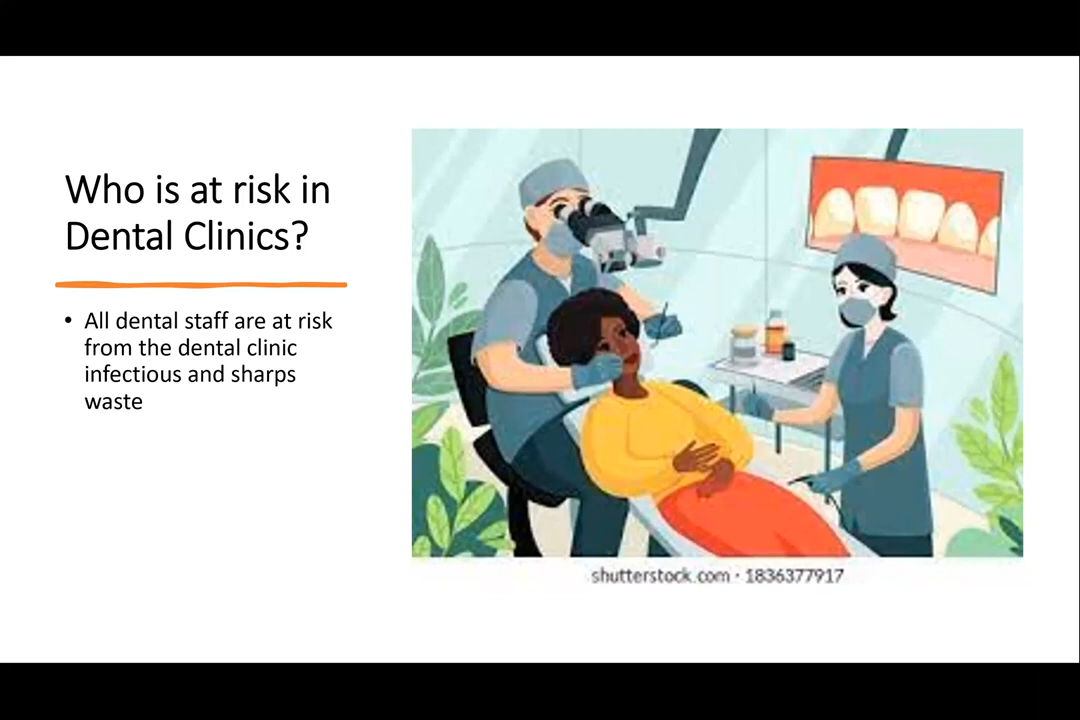 Who is at risk in
Dental Clinics?
• All dental staff are at risk
from the dental clinic
infectious and sharps
waste
shutterstock.com · 1836377917